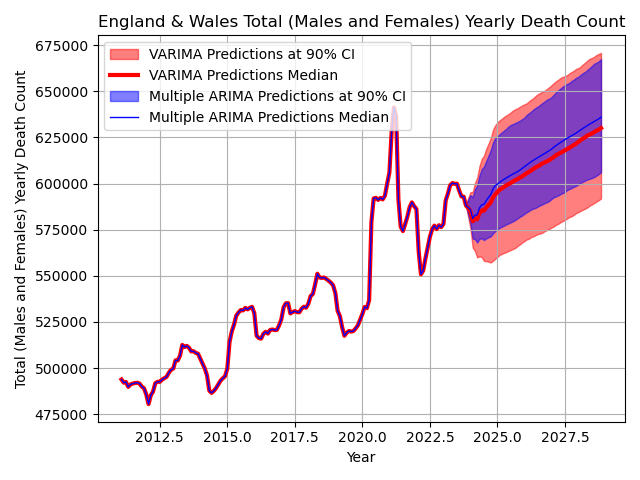 England & Wales Total (Males and Females) Yearly Death Count
Total (Males and Females) Yearly Death Count
675000
650000
625000
600000
575000
550000
525000
500000
475000
VARIMA Predictions at 90% CI
VARIMA Predictions Median
Multiple ARIMA Predictions at 90% CI
Multiple ARIMA Predictions Median
2012.5 2015.0 2017.5 2020.0 2022.5 2025.0 2027.5
Year